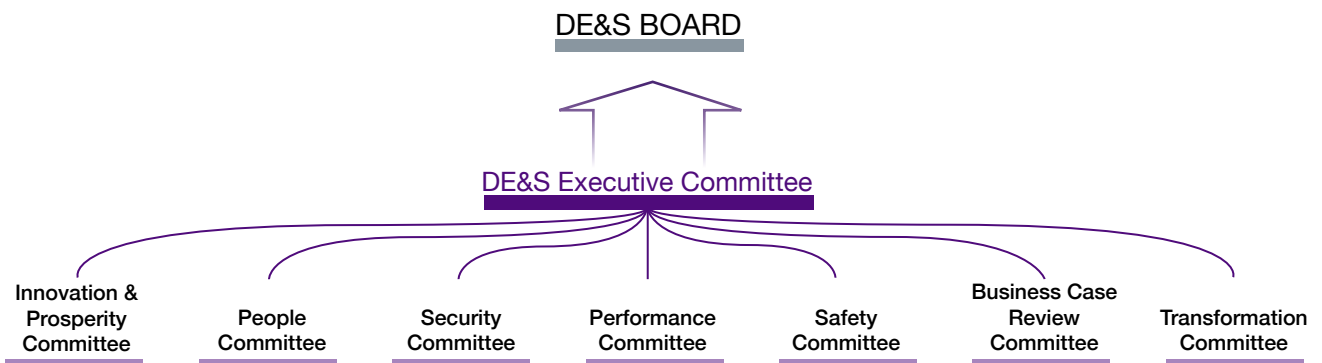 DE&S BOARD
DE&S Executive Committee
Innovation &
Prosperity
Committee
People
Committee
Security
Committee
Performance
Committee
Safety
Committee
Business Case
Review
Committee
Transformation
Committee